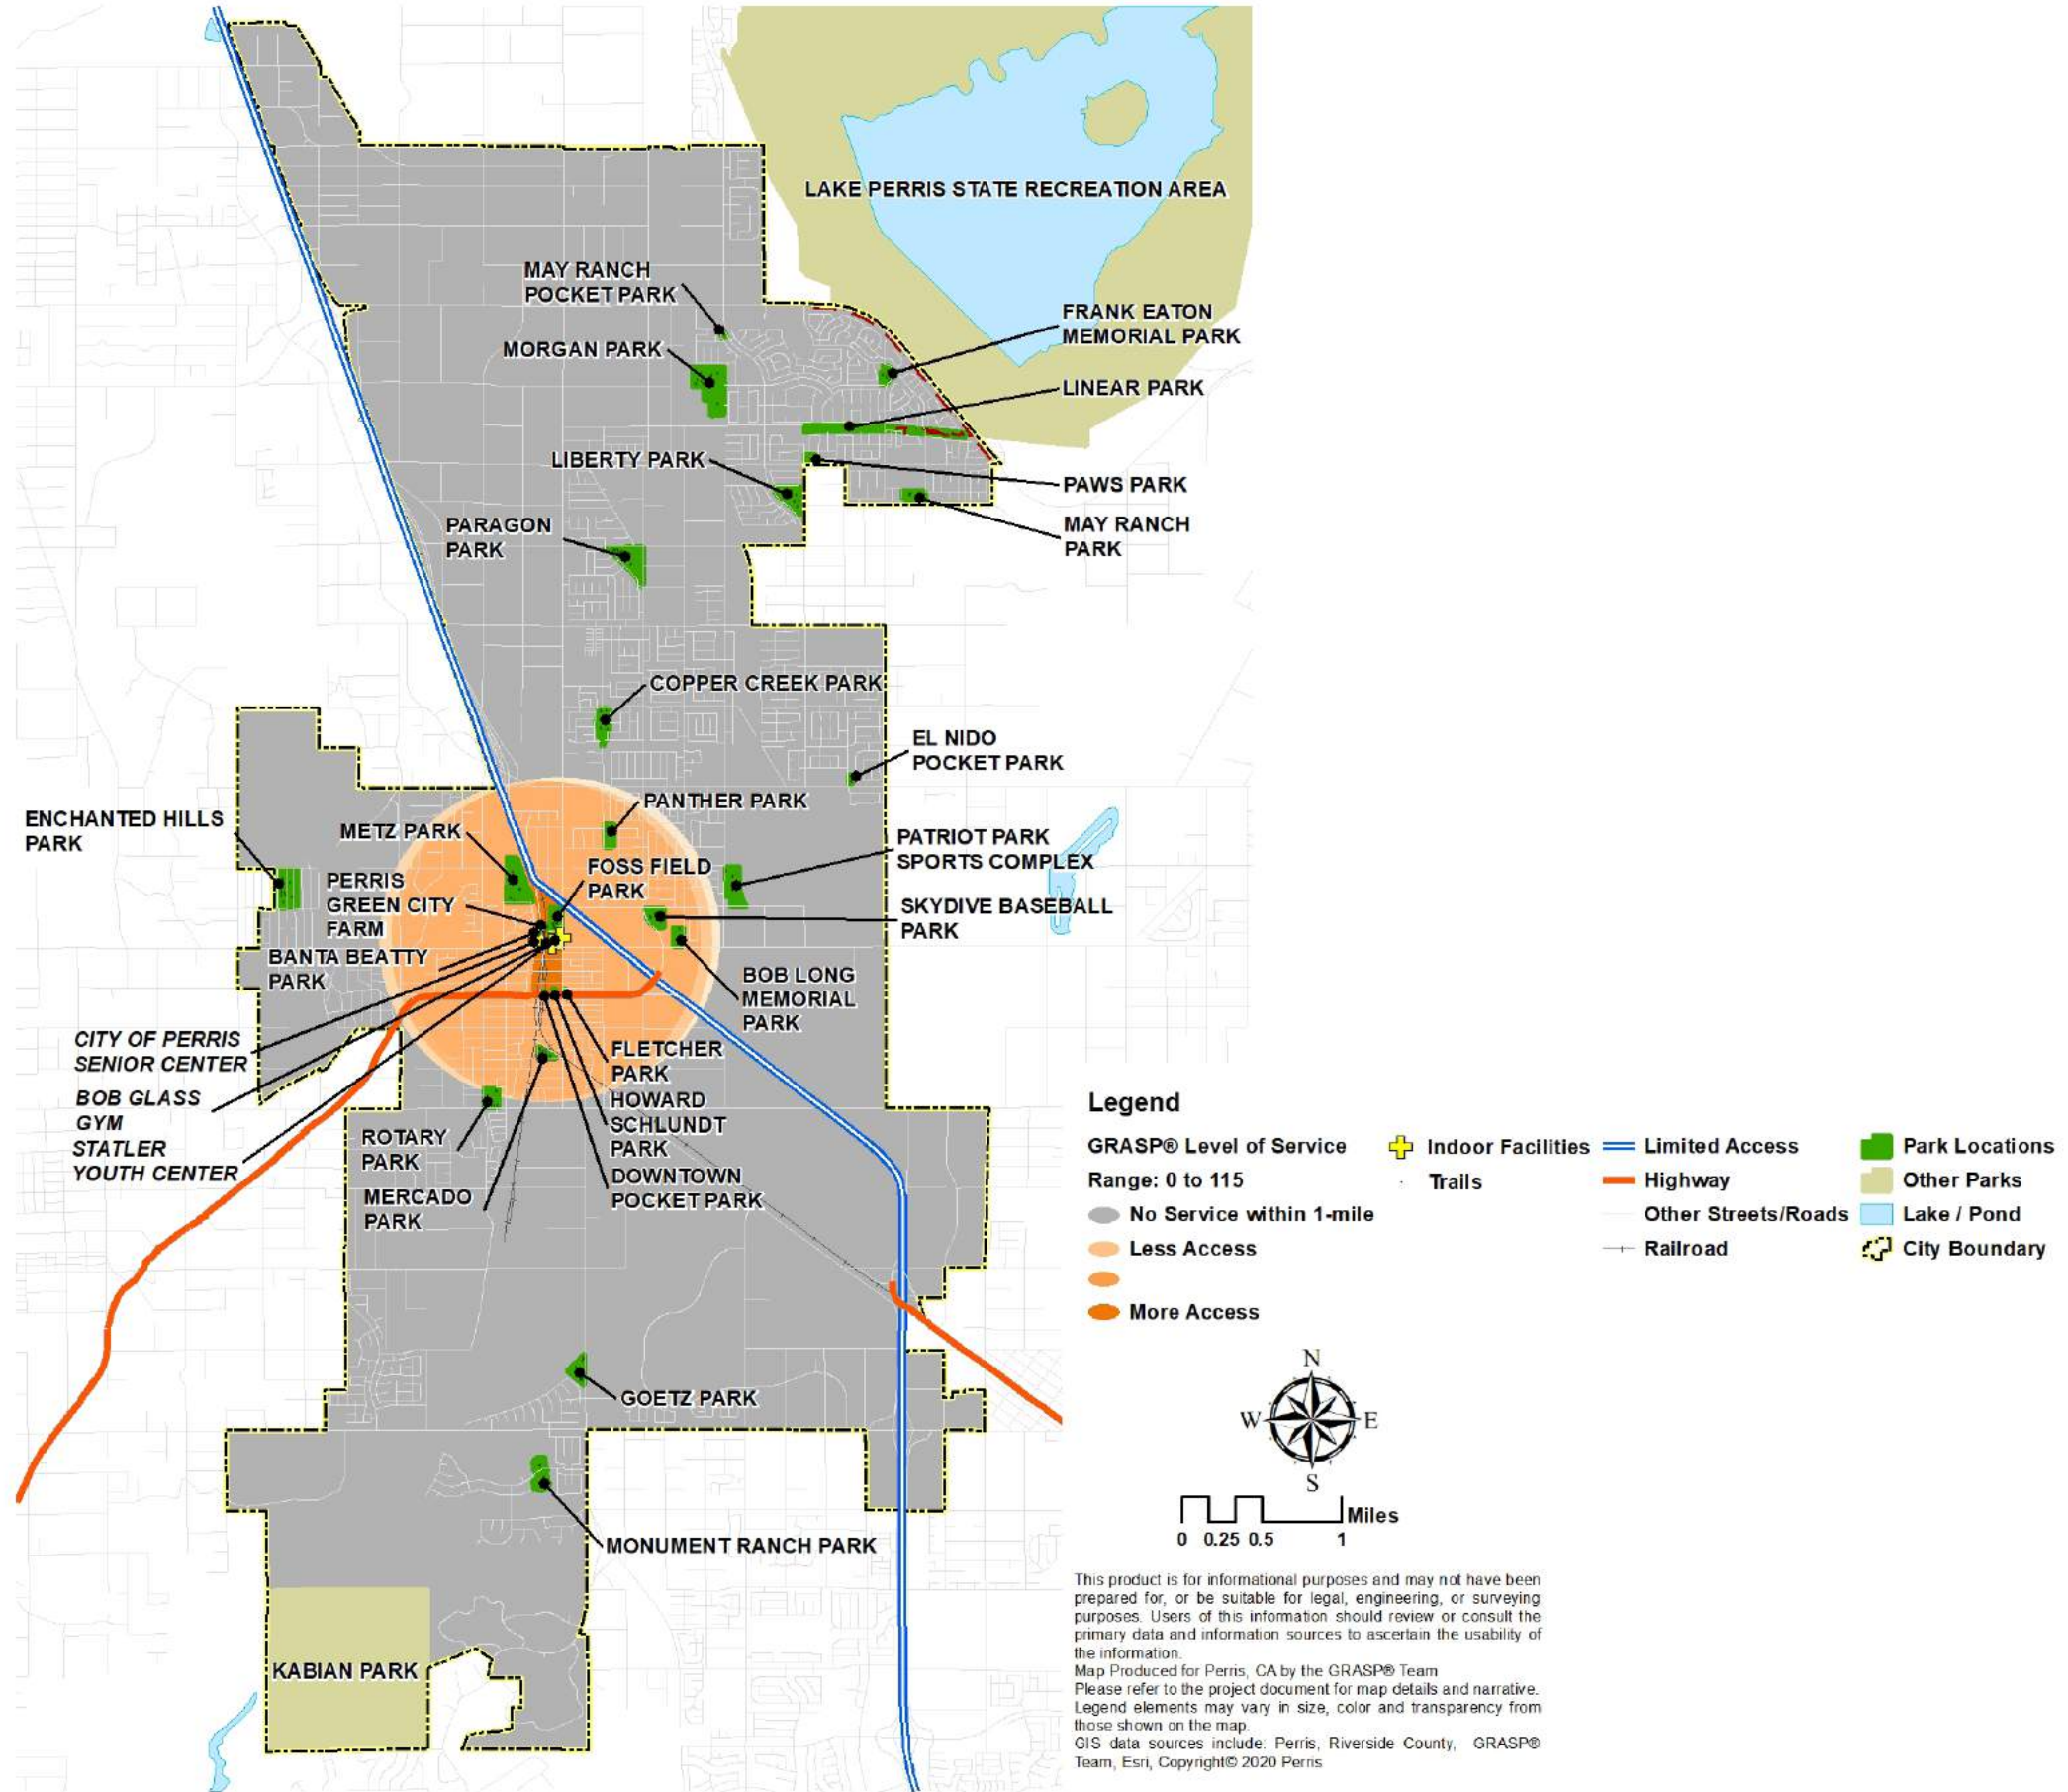 LAKE PERRIS STATE RECREATION AREA
MAY RANCH
POCKET PARK
FRANK EATON
MEMORIAL PARK
MORGAN PARK
LINEAR PARK
LIBERTY PARK
PAWS PARK
PARAGON
PARK
MAY RANCH
PARK
COPPER CREEK PARK
EL NIDO
POCKET PARK
PANTHER PARK
ENCHANTED HILLS
PARK
METZ PARK
PATRIOT PARK
SPORTS COMPLEX
FOSS FIELD
PARK
PERRIS
GREEN CITY
FARM
SKYDIVE BASEBALL
PARK
BANTA BEATTY
PARK
BOB LONG
MEMORIAL
PARK
CITY OF PERRIS
SENIOR CENTER
FLETCHER
PARK
BOB GLASS
GYM
HOWARD
SCHLUNDT
PARK
STATLER
YOUTH CENTER
ROTARY
PARK
DOWNTOWN
POCKET PARK
MERCADO
PARK
GOETZ PARK
MONUMENT RANCH PARK
KABIAN PARK
Legend
GRASP® Level of Service
Range: 0 to 115
No Service within 1-mile
Less Access
More Access
Indoor Facilities
Trails
Limited Access
Highway
Other Streets/Roads
Railroad
Park Locations
Other Parks
Lake / Pond
City Boundary
N
W
E
S
Miles
0 0.25 0.5 1
This product is for informational purposes and may not have been
prepared for, or be suitable for legal, engineering, or surveying
purposes. Users of this information should review or consult the
primary data and information sources to ascertain the usability of
the information.
Map Produced for Perris, CA by the GRASP® Team
Please refer to the project document for map details and narrative.
Legend elements may vary in size, color and transparency from
those shown on the map.
GIS data sources include: Perris, Riverside County, GRASP®
Team, Esri, Copyright© 2020 Perris